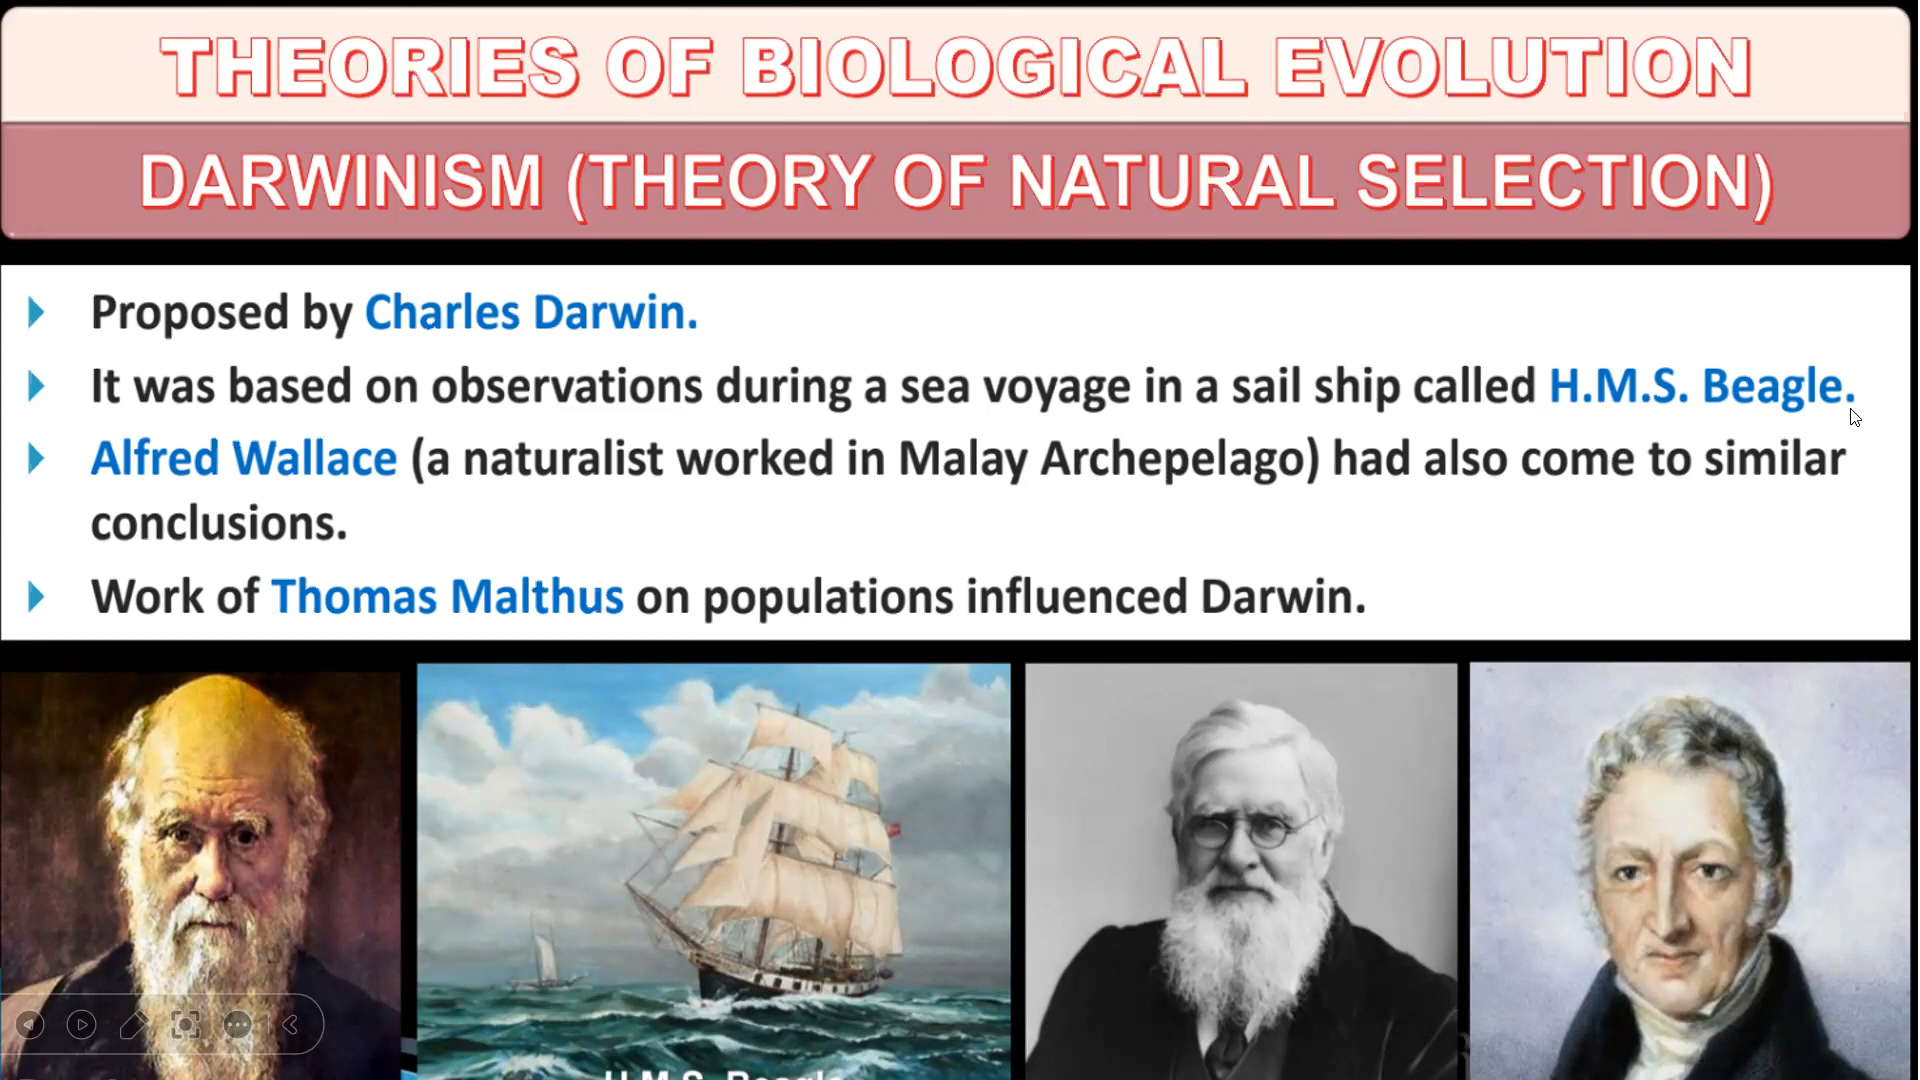 THEORIES OF BIOLOGICAL EVOLUTION
DARWINISM (THEORY OF NATURAL SELECTION)
Proposed by Charles Darwin.
It was based on observations during a sea voyage in a sail ship called H.M.S. Beagle.
Alfred Wallace (a naturalist worked in Malay Archepelago) had also come to similar
conclusions.
Work of Thomas Malthus on populations influenced Darwin.
H.M.S. Beagle